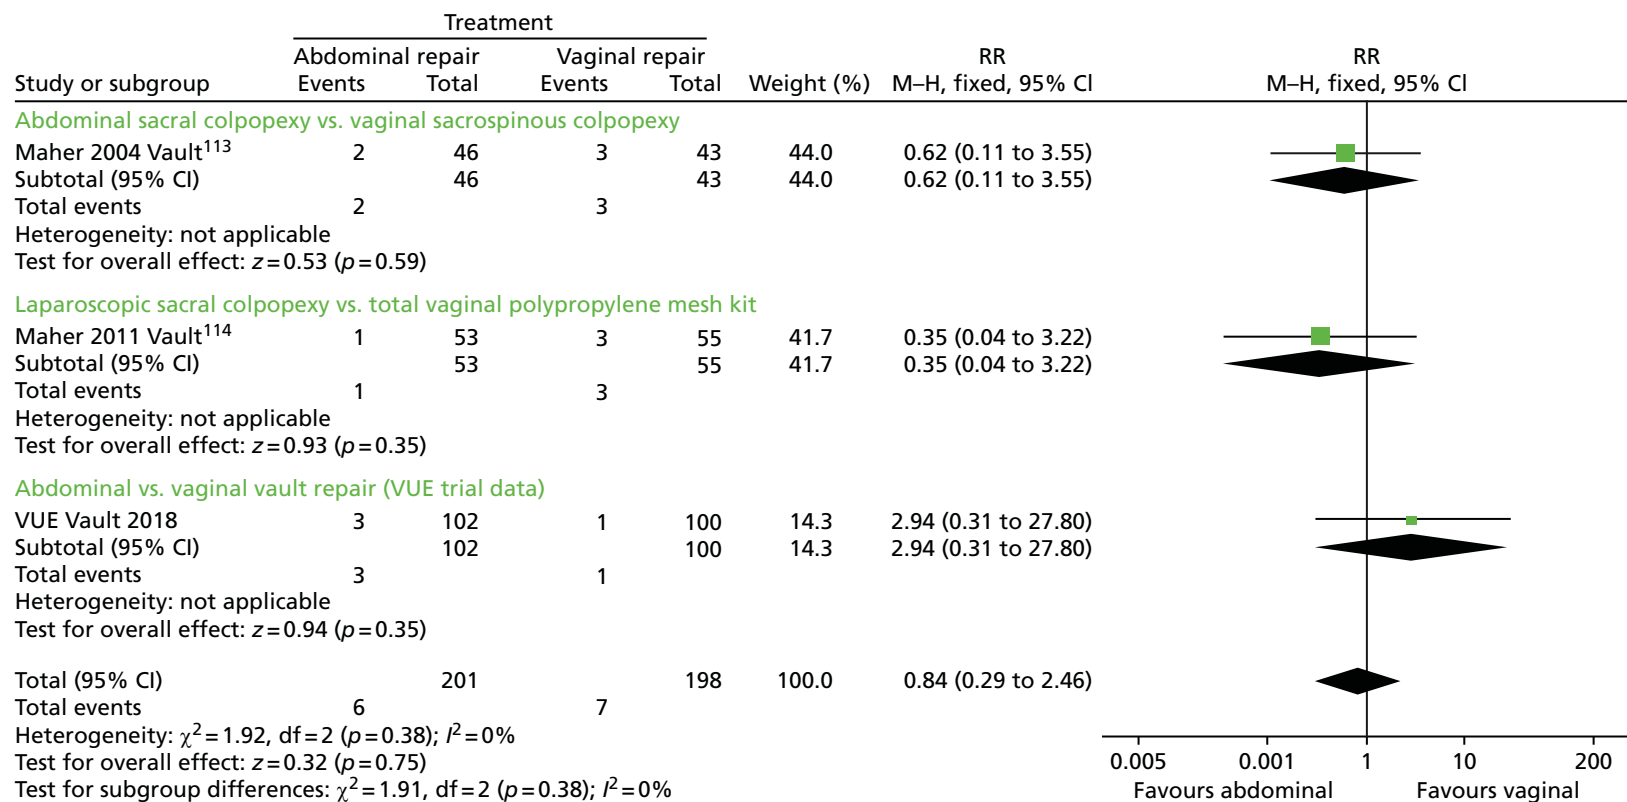 Treatment
Abdominal repair Vaginal repair RR RR
Study or subgroup Events Total Events Total Weight (%) M–H, fixed, 95% CI M–H, fixed, 95% CI
Abdominal sacral colpopexy vs. vaginal sacrospinous colpopexy
Maher 2004 Vault113 2 46 3 43 44.0 0.62 (0.11 to 3.55)
Subtotal (95% CI) 46 43 44.0 0.62 (0.11 to 3.55)
Total events 2 3
Heterogeneity: not applicable
Test for overall effect: z=0.53 (p=0.59)
Laparoscopic sacral colpopexy vs. total vaginal polypropylene mesh kit
Maher 2011 Vault114 1 53 3 55 41.7 0.35 (0.04 to 3.22)
Subtotal (95% CI) 53 55 41.7 0.35 (0.04 to 3.22)
Total events 1 3
Heterogeneity: not applicable
Test for overall effect: z=0.93 (p=0.35)
Abdominal vs. vaginal vault repair (VUE trial data)
VUE Vault 2018 3 102 1 100 14.3 2.94 (0.31 to 27.80)
Subtotal (95% CI) 102 100 14.3 2.94 (0.31 to 27.80)
Total events 3 1
Heterogeneity: not applicable
Test for overall effect: z=0.94 (p=0.35)
Total (95% CI) 201 198 100.0 0.84 (0.29 to 2.46)
Total events 6 7
Heterogeneity: χ2=1.92, df=2 (p=0.38); I2=0%
Test for overall effect: z=0.32 (p=0.75)
Test for subgroup differences: χ2=1.91, df=2 (p=0.38); I2=0%
0.005 0.001 1 10 200
Favours abdominal Favours vaginal